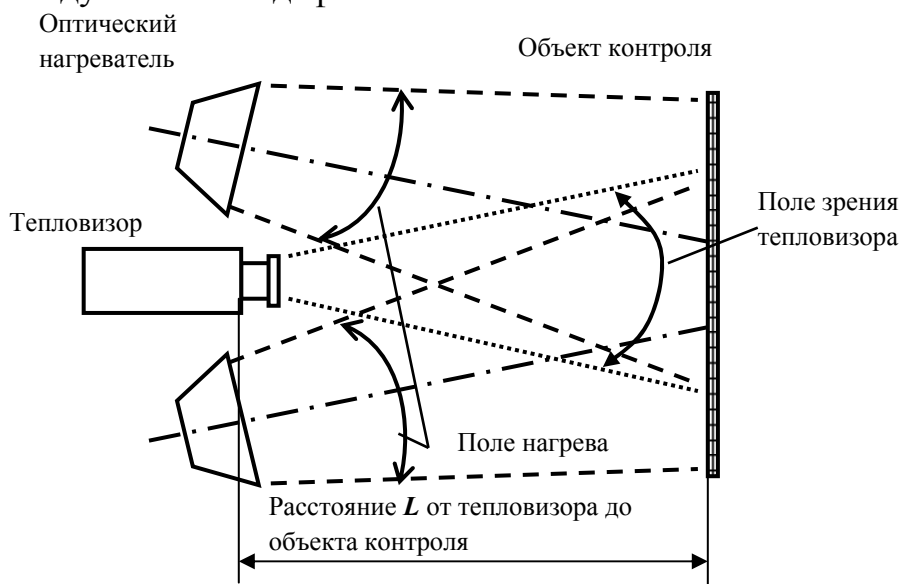 Оптический
нагреватель
Объект контроля
Тепловизор
Поле зрения
тепловизора
Поле нагрева
Расстояние L от тепловизора до
объекта контроля